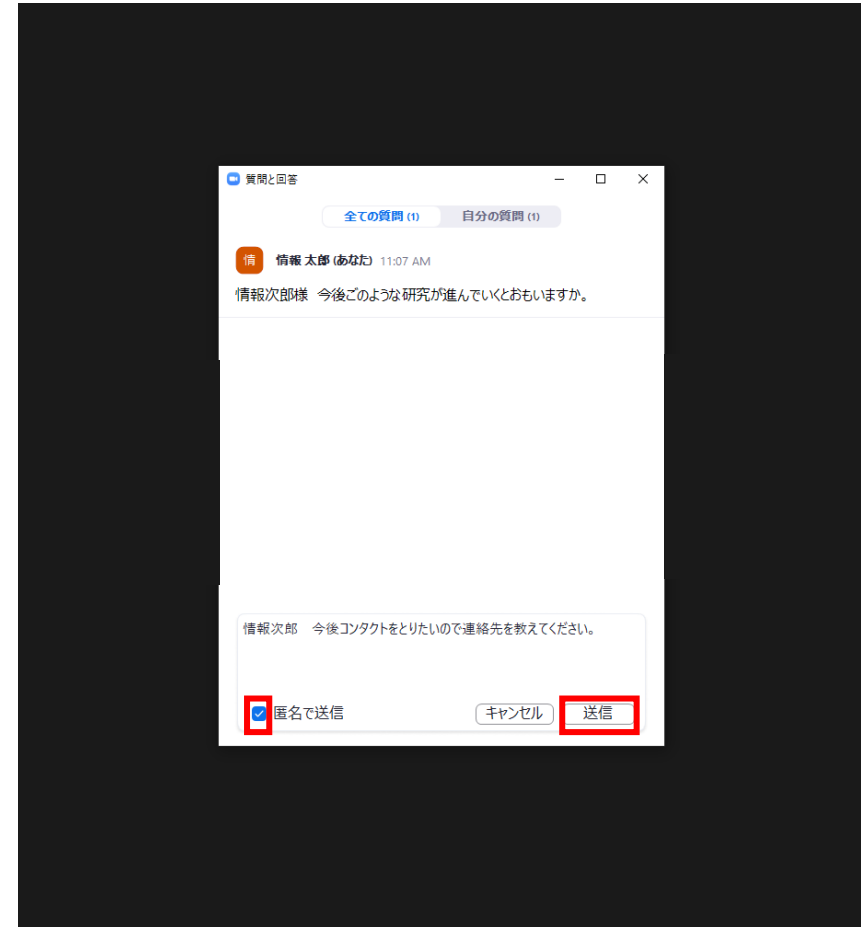 質問と回答
全ての質問 (1) 自分の質問 (1)
情 情報 太郎 (あなた) 11:07 AM
情報次郎様 今後ごのような研究が進んでいくとおもいますか。
情報次郎 今後コンタクトをとりたいので連絡先を教えてください。
匿名で送信 キャンセル 送信